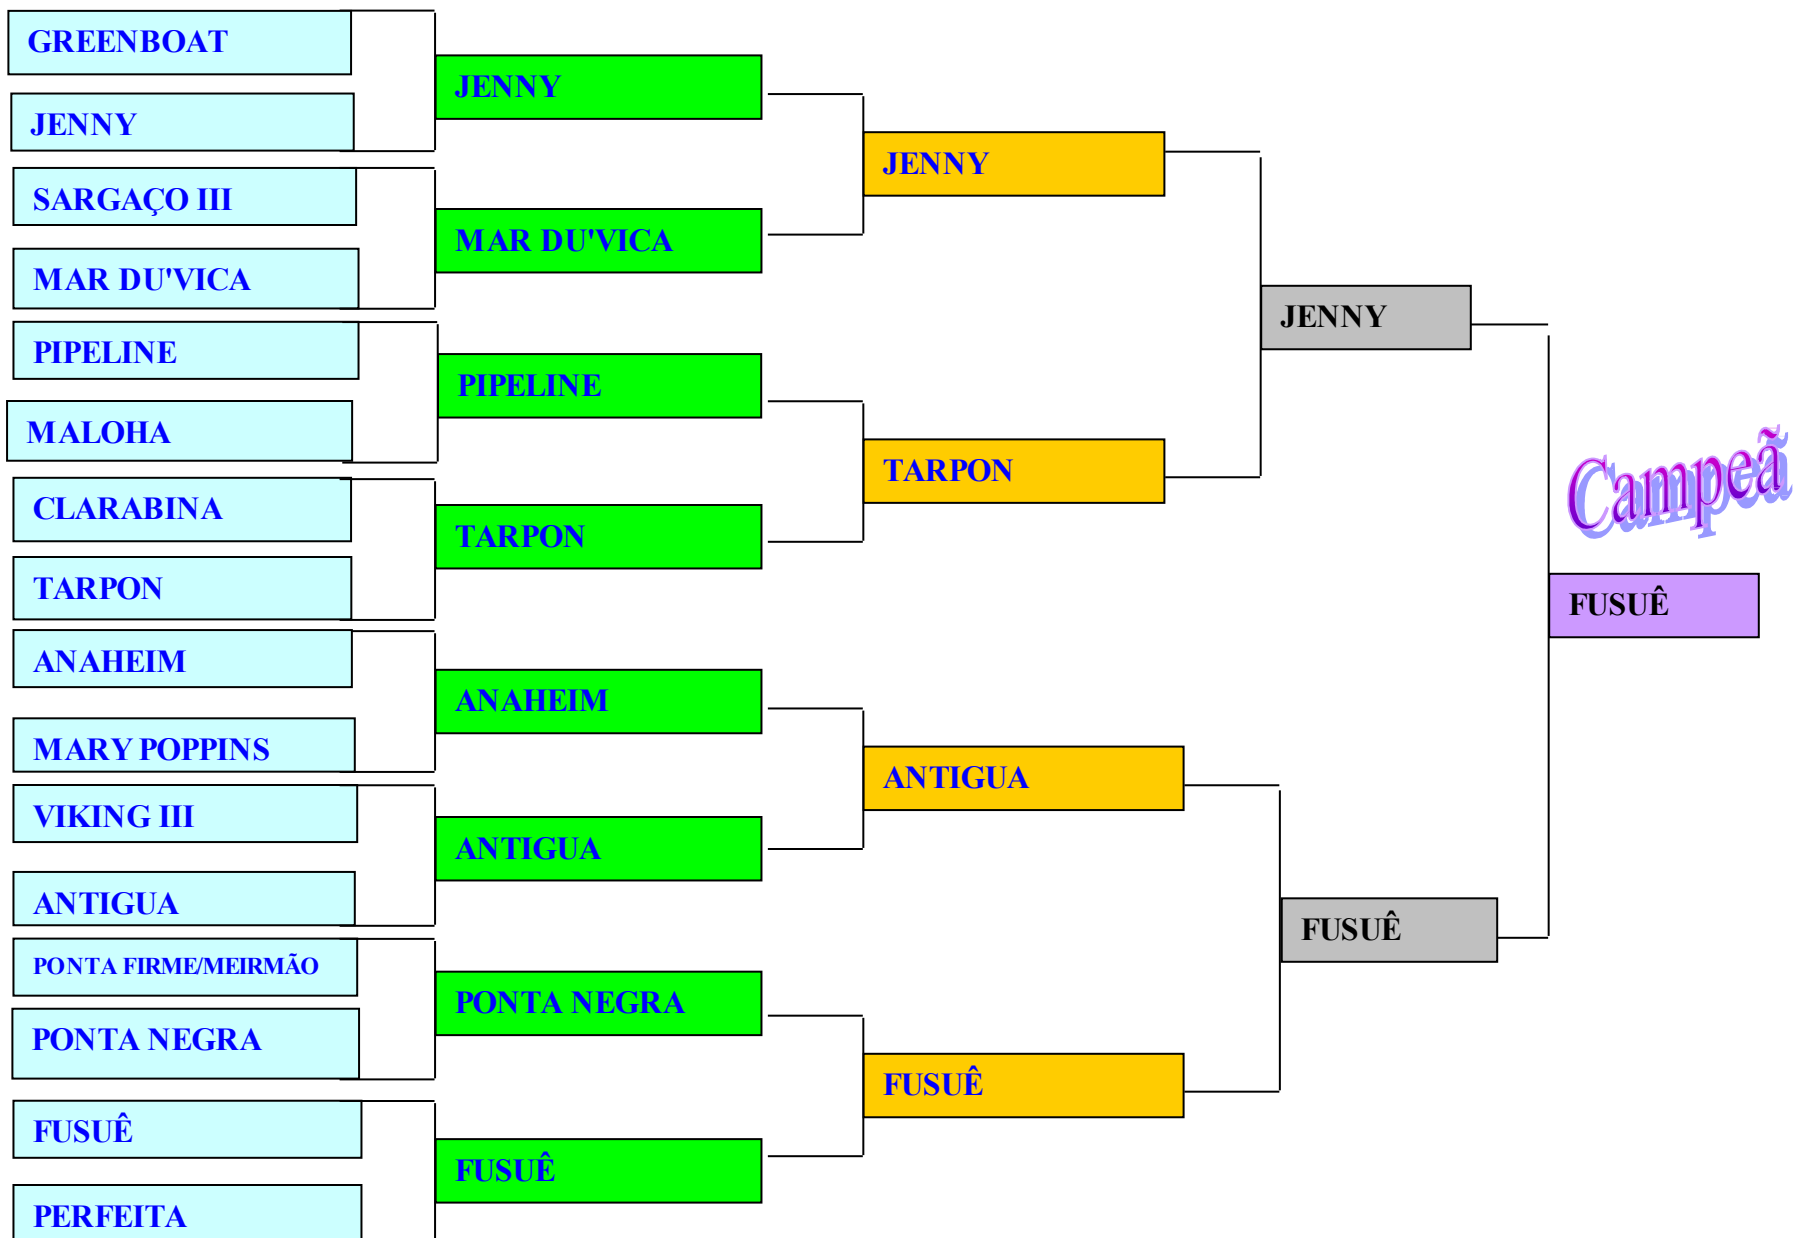 GREENBOAT
JENNY
SARGAÇO III
MAR DU'VICA
PIPELINE
MALOHA
CLARABINA
TARPON
ANAHEIM
MARY POPPINS
VIKING III
ANTIGUA
PONTA FIRME/MEIRMÃO
PONTA NEGRA
FUSUÊ
PERFEITA
JENNY
MAR DU'VICA
PIPELINE
TARPON
ANAHEIM
ANTIGUA
PONTA NEGRA
FUSUÊ
JENNY
TARPON
ANTIGUA
FUSUÊ
JENNY
FUSUÊ
Campeã
FUSUÊ